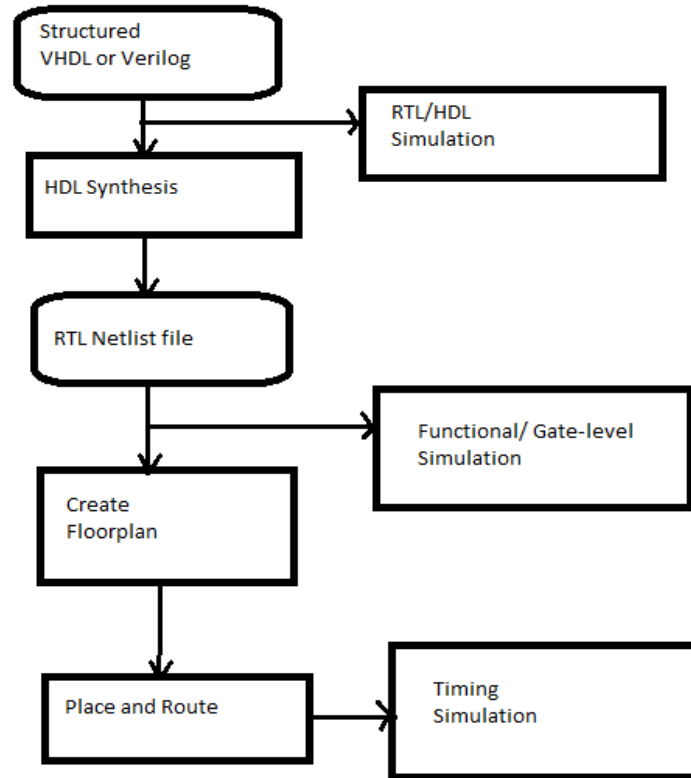 Structured
VHDL or Verilog
RTL/HDL
Simulation
HDL Synthesis
RTL Netlist file
Functional/ Gate-level
Simulation
Create
Floorplan
Place and Route
Timing
Simulation